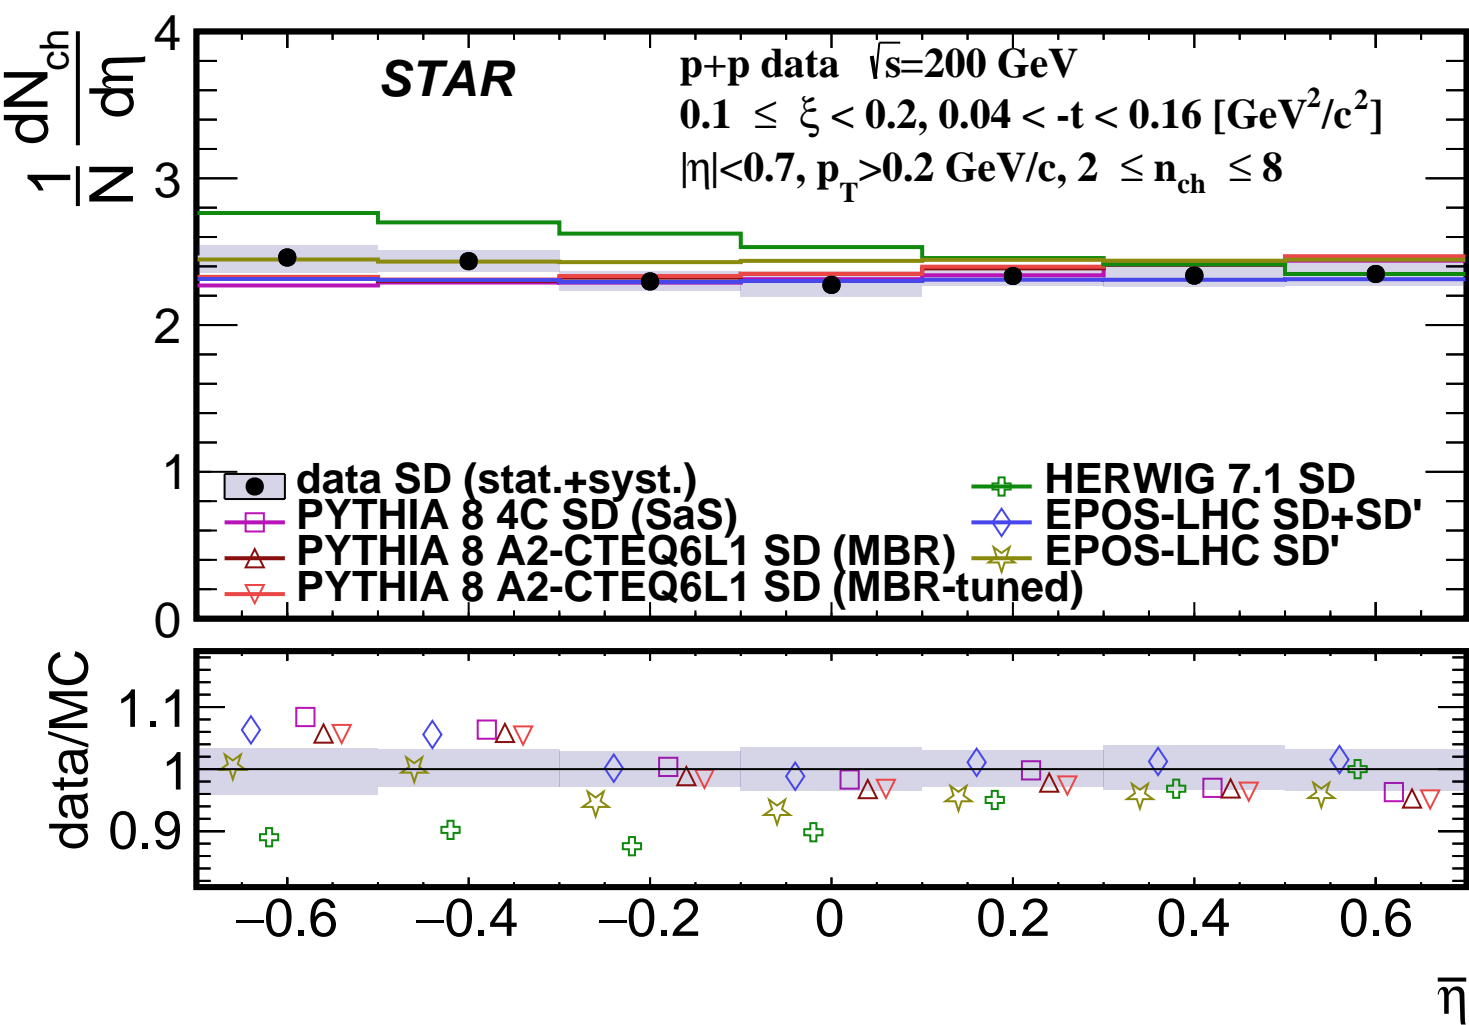 1/N dN_ch/dη
4
3
2
1
0
STAR
p+p data √s=200 GeV
0.1 ≤ ξ < 0.2, 0.04 < -t < 0.16 [GeV²/c²]
|η|<0.7, p_T>0.2 GeV/c, 2 ≤ n_ch ≤ 8
data SD (stat.+syst.)
PYTHIA 8 4C SD (SaS)
PYTHIA 8 A2-CTEQ6L1 SD (MBR)
PYTHIA 8 A2-CTEQ6L1 SD (MBR-tuned)
HERWIG 7.1 SD
EPOS-LHC SD+SD'
EPOS-LHC SD'
data/MC
1.1
1
0.9
−0.6 −0.4 −0.2 0 0.2 0.4 0.6
η̅